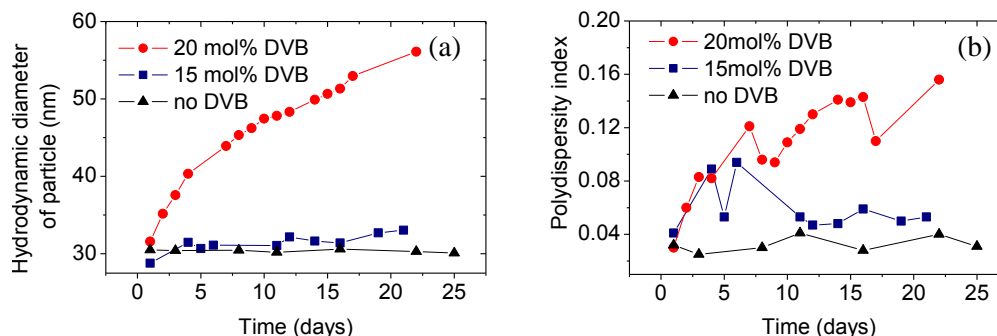 60
50
40
30
0
5
10
15
20
25
Hydrodynamic diameter
of particle (nm)
Time (days)
20 mol% DVB
15 mol% DVB
no DVB
(a)
0.20
0.16
0.12
0.08
0.04
0
5
10
15
20
25
Polydispersity index
Time (days)
20mol% DVB
15mol% DVB
no DVB
(b)